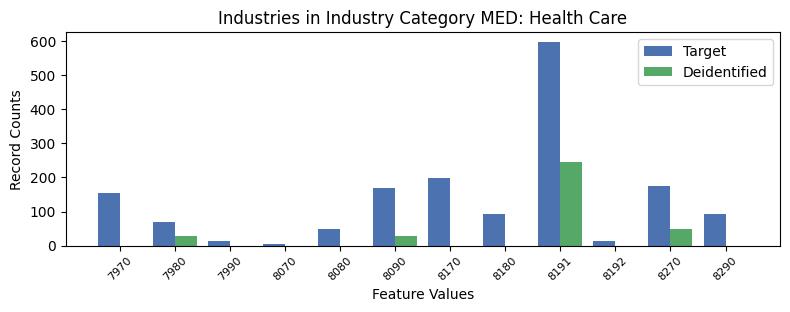 Industries in Industry Category MED: Health Care
Target
Deidentified
Record Counts
600
500
400
300
200
100
0
7970 7980 7990 8070 8080 8090 8170 8180 8191 8192 8270 8290
Feature Values